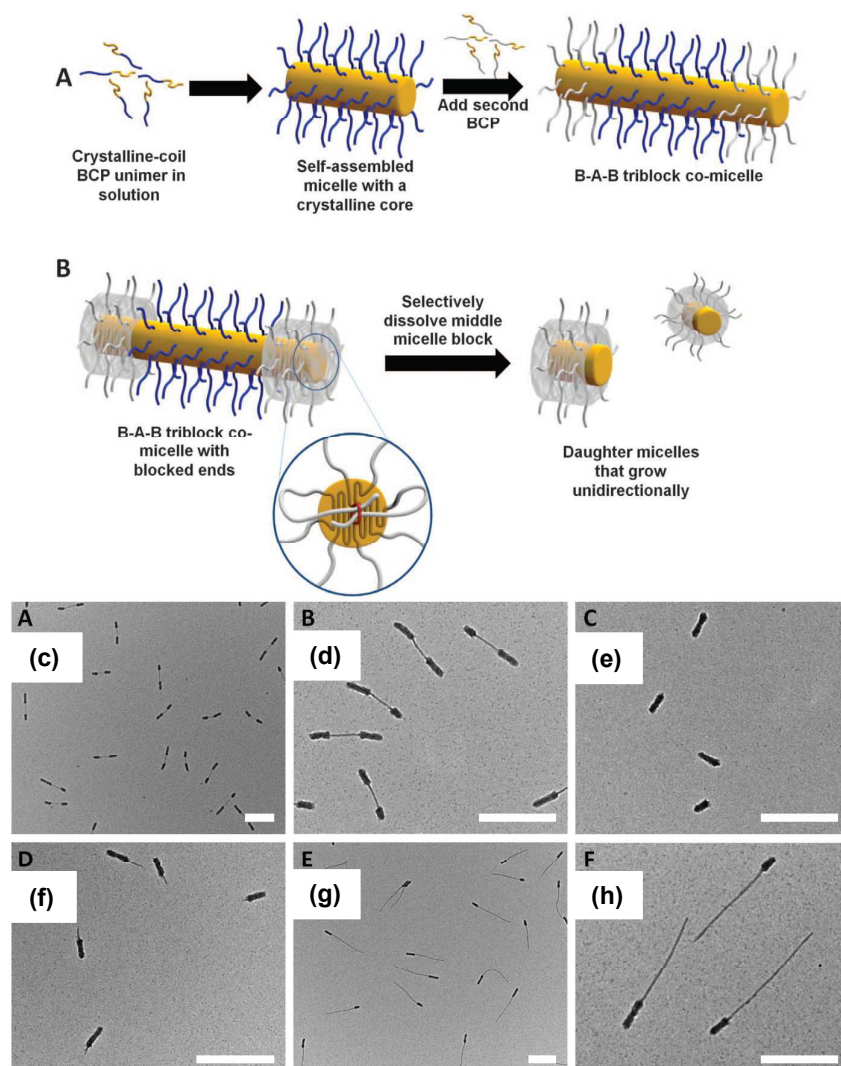 A
Crystalline-coil
BCP unimer in
solution
Self-assembled
micelle with a
crystalline core
Add second
BCP
B-A-B triblock co-micelle
B
B-A-B triblock co-
micelle with
blocked ends
Selectively
dissolve middle
micelle block
Daughter micelles
that grow
unidirectionally
A
(c)
B
(d)
C
(e)
D
(f)
E
(g)
F
(h)